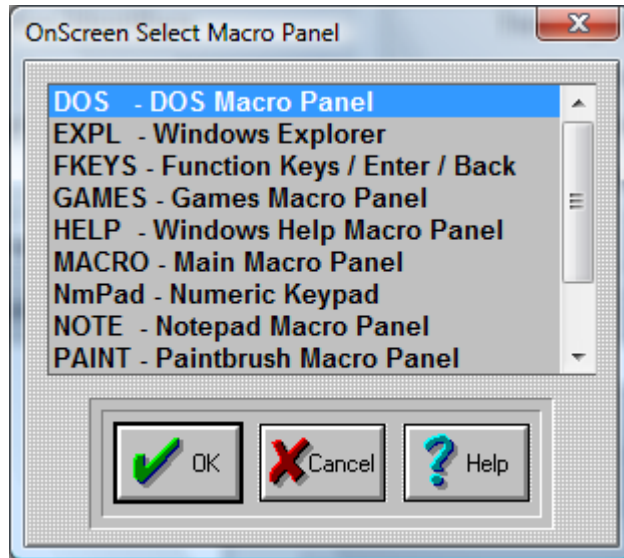 OnScreen Select Macro Panel
DOS - DOS Macro Panel
EXPL - Windows Explorer
FKEYS - Function Keys / Enter / Back
GAMES - Games Macro Panel
HELP - Windows Help Macro Panel
MACRO - Main Macro Panel
NmPad - Numeric Keypad
NOTE - Notepad Macro Panel
PAINT - Paintbrush Macro Panel
OK Cancel Help